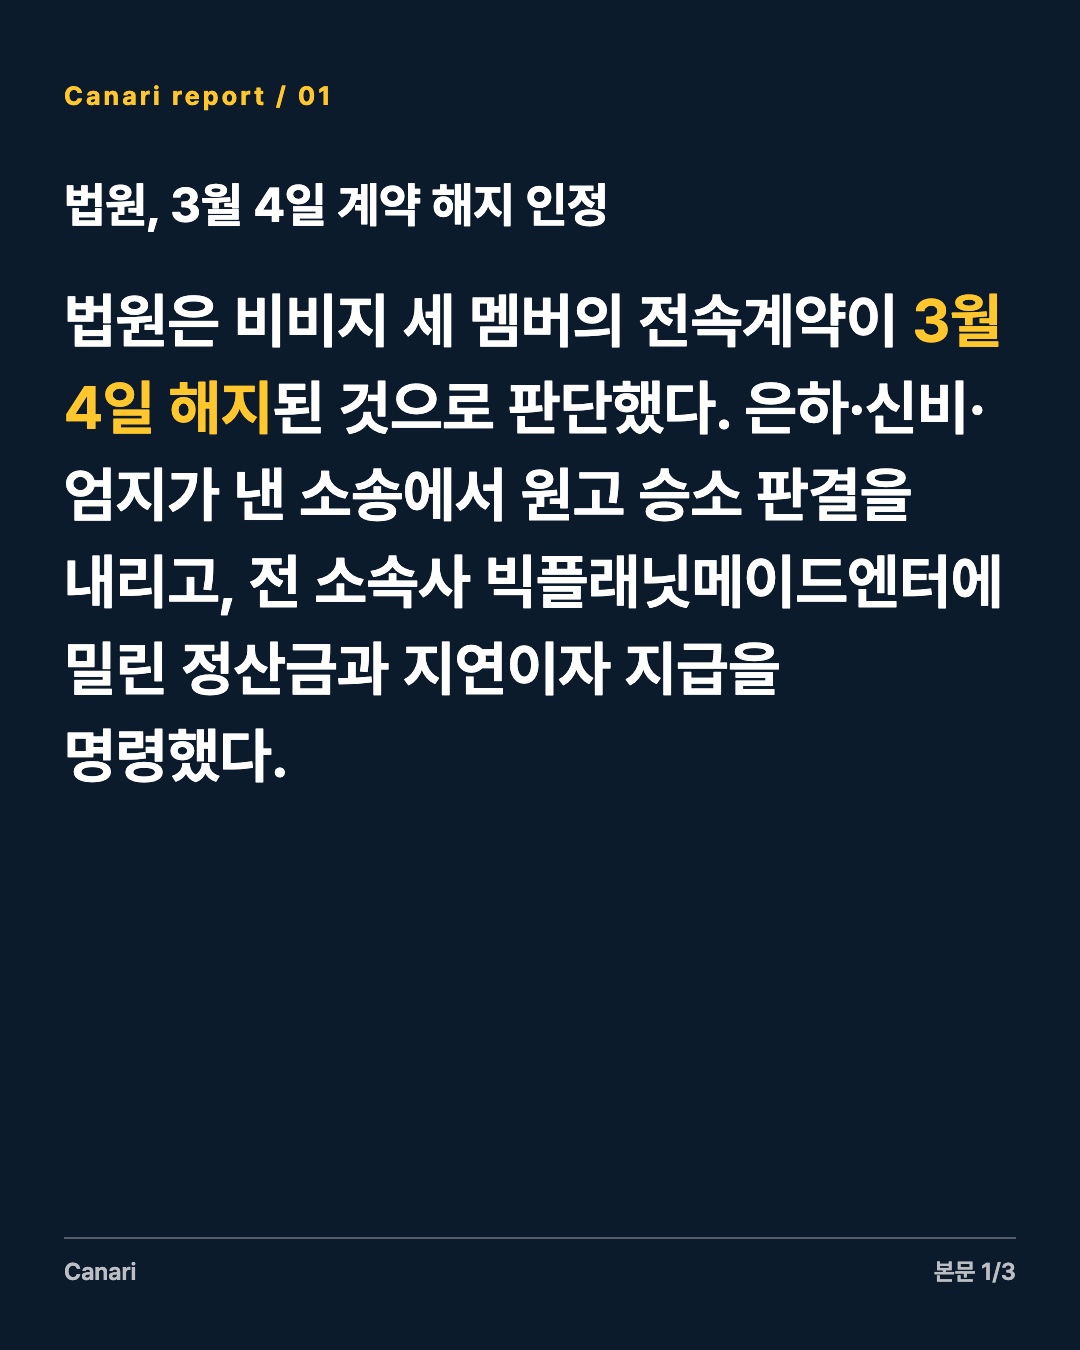 Canari report / 01
법원, 3월 4일 계약 해지 인정
법원은 비비지 세 멤버의 전속계약이 3월
4일 해지된 것으로 판단했다. 은하·신비·
엄지가 낸 소송에서 원고 승소 판결을
내리고, 전 소속사 빅플래닛메이드엔터에
밀린 정산금과 지연이자 지급을
명령했다.
Canari
본문 1/3